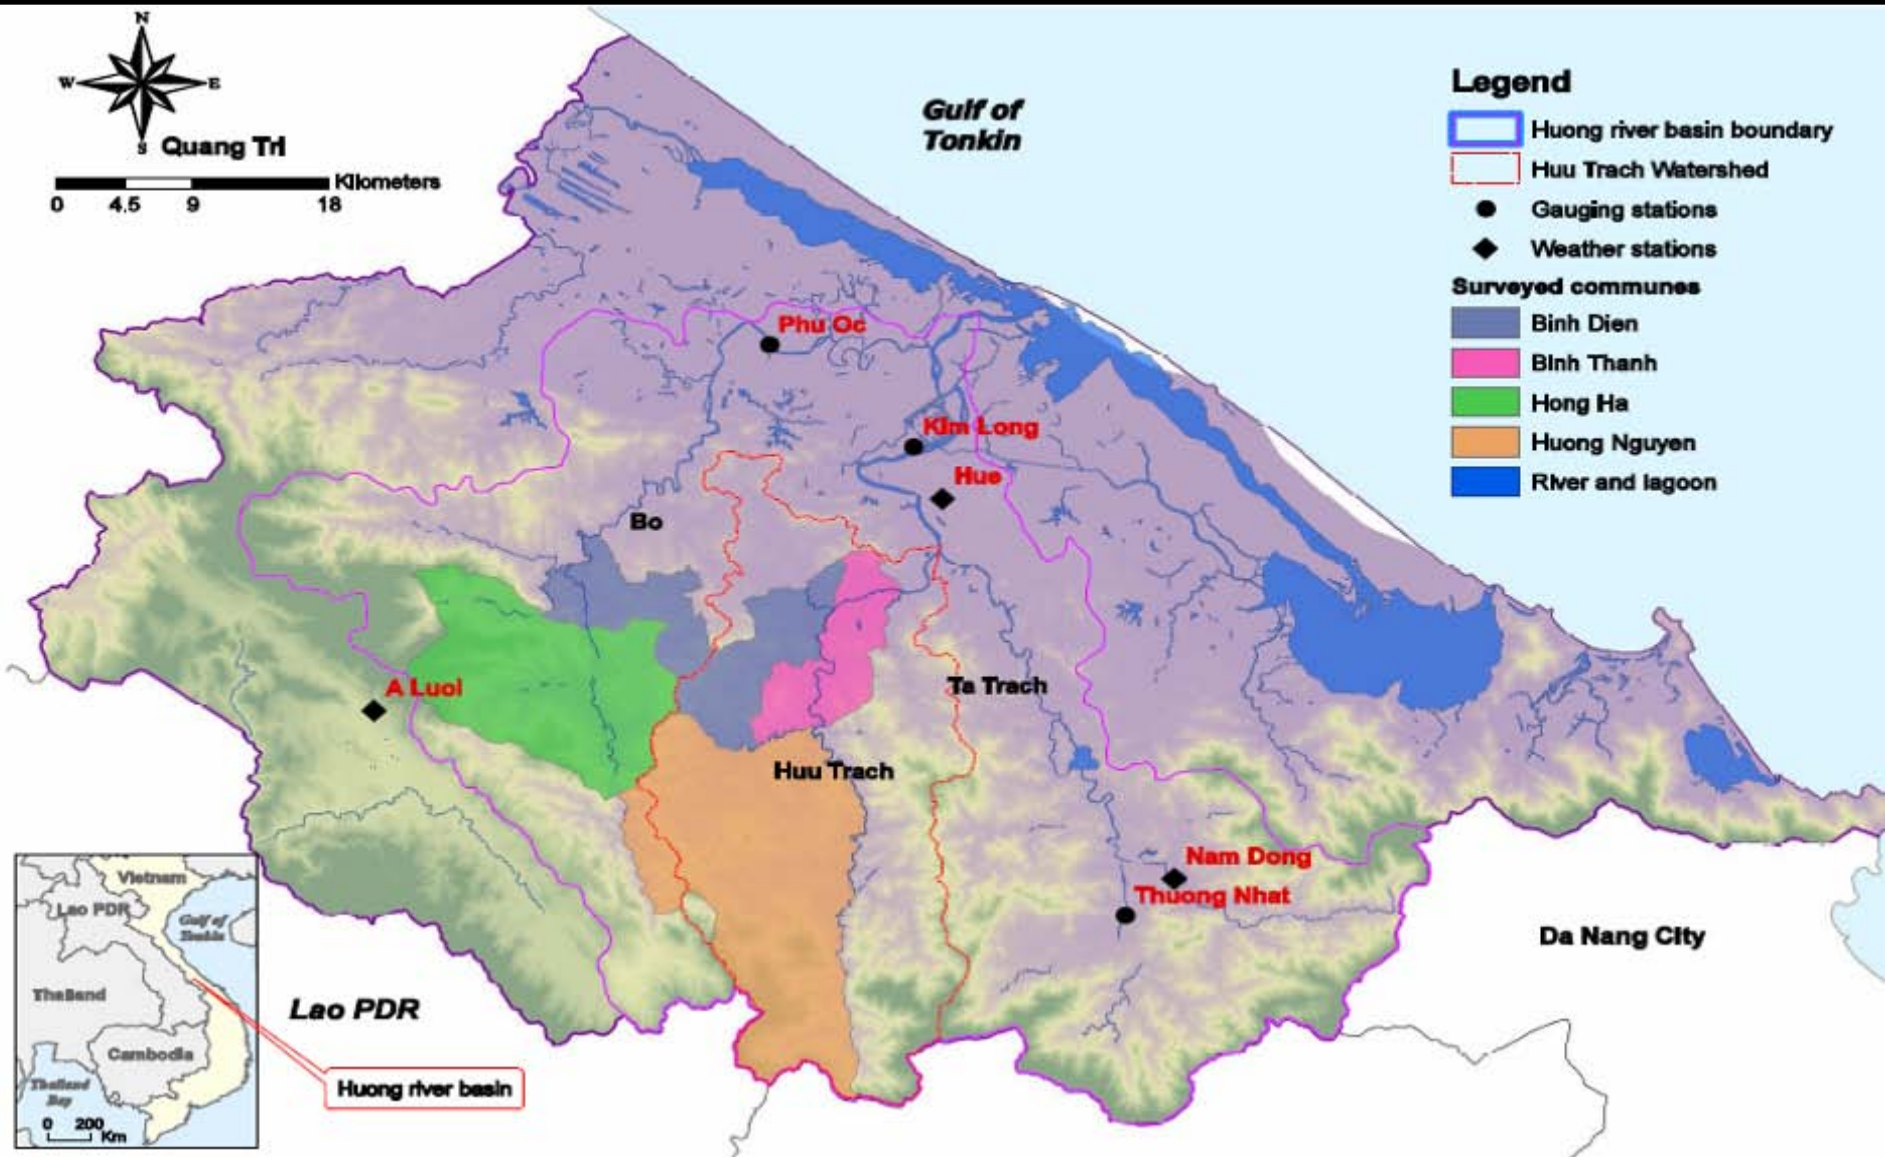 N
W E
S
Quang Tri
Kilometers
0 4.5 9 18
Gulf of
Tonkin
Legend
Huong river basin boundary
Huu Trach Watershed
Gauging stations
Weather stations
Surveyed communes
Binh Dien
Binh Thanh
Hong Ha
Huong Nguyen
River and lagoon
Phu Oc
Kim Long
Hue
Bo
A Luoi
Ta Trach
Huu Trach
Nam Dong
Thuong Nhat
Da Nang City
Lao PDR
Vietnam
Lao PDR
Gulf of
Tonkin
Thailand
Cambodia
Thailand
Bay
0 200
Km
Huong river basin